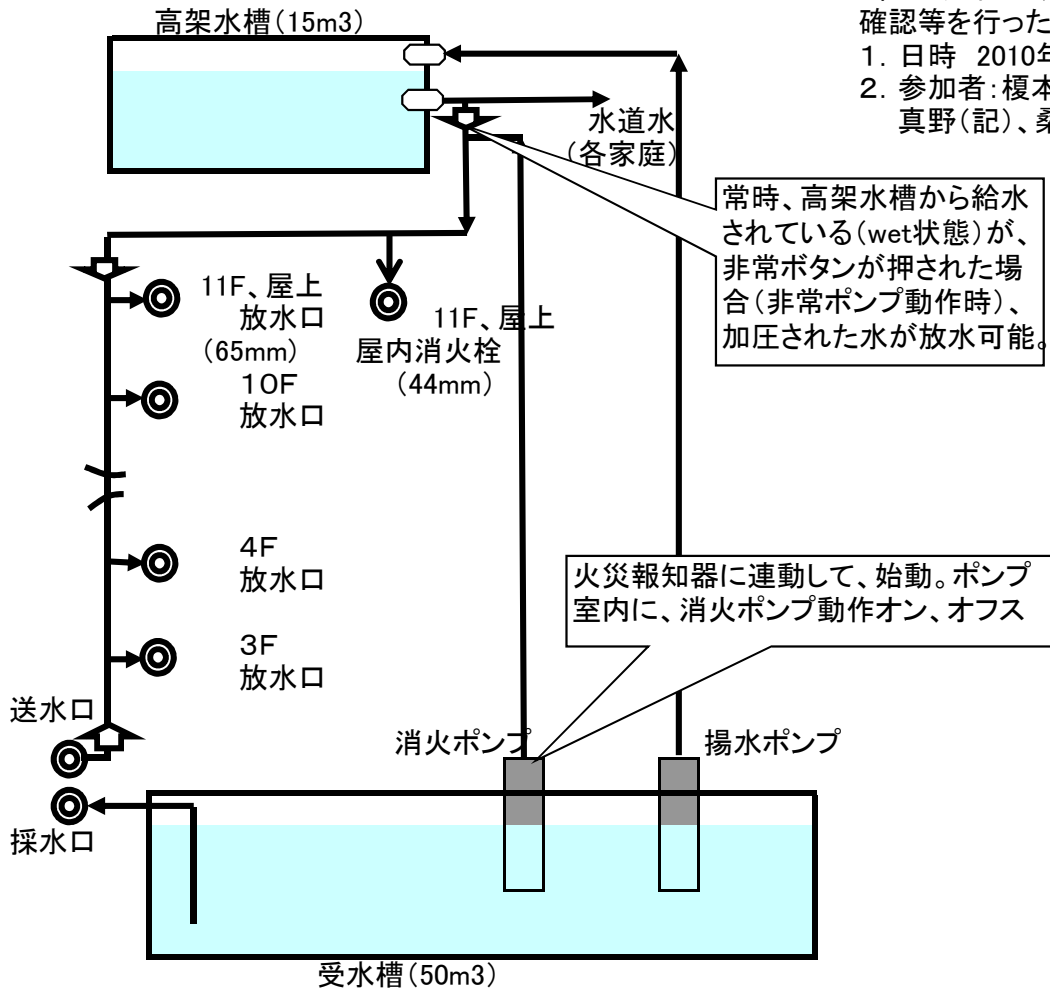 高架水槽(15m3)
確認等を行った
1. 日時 2010年
2. 参加者:榎本
真野(記)、桑
水道水
(各家庭)
常時、高架水槽から給水
されている(wet状態)が、
非常ボタンが押された場
合(非常ポンプ動作時)、
加圧された水が放水可能。
11F、屋上
放水口
(65mm)
11F、屋上
屋内消火栓
(44mm)
10F
放水口
4F
放水口
3F
放水口
火災報知器に連動して、始動。ポンプ
室内に、消火ポンプ動作オン、オフス
送水口
消火ポンプ
揚水ポンプ
採水口
受水槽(50m3)